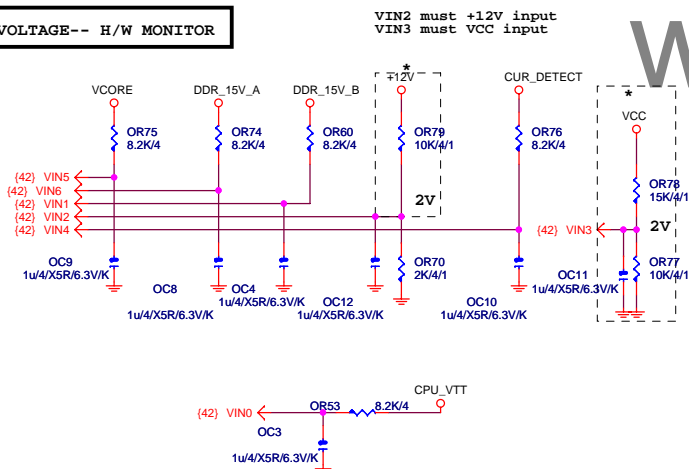 VOLTAGE-- H/W MONITOR
VIN2 must +12V input
VIN3 must VCC input
W
VCORE
DDR_15V_A
DDR_15V_B
*
+12V
CUR_DETECT
*
VCC
OR75
8.2K/4
OR74
8.2K/4
OR60
8.2K/4
OR79
10K/4/1
OR76
8.2K/4
OR78
15K/4/1
{42} VIN5
{42} VIN6
{42} VIN1
{42} VIN2
{42} VIN4
2V
{42} VIN3
2V
OC9
1u/4/X5R/6.3V/K
OC8
1u/4/X5R/6.3V/K
OC4
1u/4/X5R/6.3V/K
OC12
1u/4/X5R/6.3V/K
OR70
2K/4/1
OC10
1u/4/X5R/6.3V/K
OC11
1u/4/X5R/6.3V/K
OR77
10K/4/1
CPU_VTT
{42} VIN0
OR53
8.2K/4
OC3
1u/4/X5R/6.3V/K